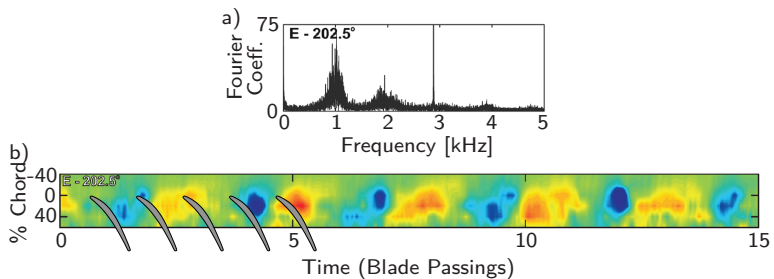 a)
75
E - 202.5°
Fourier
Coeff.
0
0 1 2 3 4 5
Frequency [kHz]
b)
-40
E - 202.5°
0
40
% Chord
0 5 10 15
Time (Blade Passings)